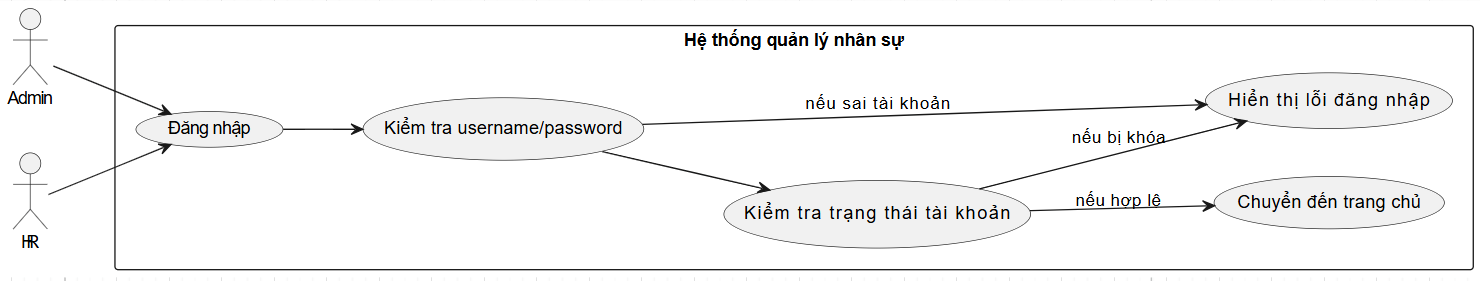 Hệ thống quản lý nhân sự
Admin
HR
Đăng nhập
Kiểm tra username/password
nếu sai tài khoản
Hiển thị lỗi đăng nhập
nếu bị khóa
Kiểm tra trạng thái tài khoản
nếu hợp lệ
Chuyển đến trang chủ